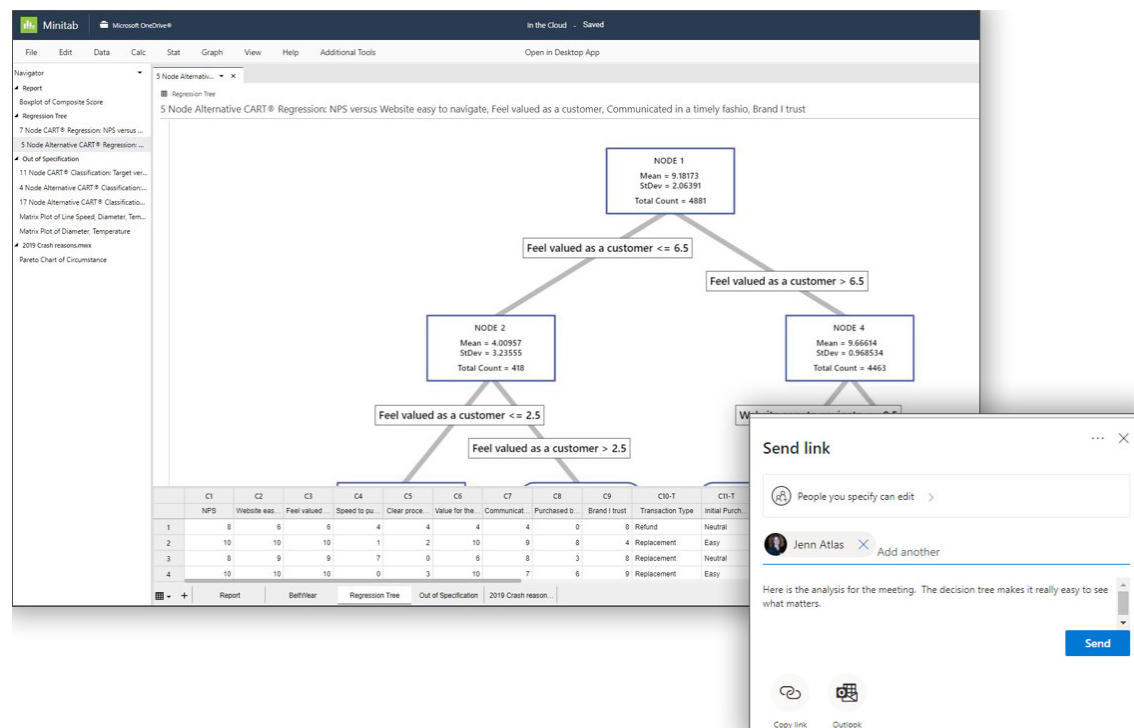 Minitab
Microsoft OneDrive®
In the Cloud - Saved
File Edit Data Calc Stat Graph View Help Additional Tools Open in Desktop App
Navigator
Report
Boxplot of Composite Score
Regression Tree
7 Node CART® Regression: NPS versus ...
5 Node Alternative CART® Regression: ...
Out of Specification
11 Node CART® Classification: Target ver...
4 Node Alternative CART® Classification:...
17 Node Alternative CART® Classificatio...
Matrix Plot of Line Speed, Diameter, Tem...
Matrix Plot of Diameter, Temperature
2019 Crash reasons.mwx
Pareto Chart of Circumstance
5 Node Alternativ...
Regression Tree
5 Node Alternative CART® Regression: NPS versus Website easy to navigate, Feel valued as a customer, Communicated in a timely fashio, Brand I trust
NODE 1
Mean = 9.18173
StDev = 2.06391
Total Count = 4881
Feel valued as a customer <= 6.5
Feel valued as a customer > 6.5
NODE 2
Mean = 4.00957
StDev = 3.23555
Total Count = 418
NODE 4
Mean = 9.66614
StDev = 0.968534
Total Count = 4463
Feel valued as a customer <= 2.5
Feel valued as a customer > 2.5
C1 C2 C3 C4 C5 C6 C7 C8 C9 C10-T C11-T
NPS Website eas... Feel valued ... Speed to pu... Clear proce... Value for the... Communicat... Purchased b... Brand I trust Transaction Type Initial Purch...
1 8 6 6 4 4 4 4 0 8 Refund Neutral
2 10 10 10 1 2 10 9 8 4 Replacement Easy
3 8 9 9 7 0 6 8 3 8 Replacement Neutral
4 10 10 10 0 3 10 7 6 9 Replacement Easy
+ Report BeltWear Regression Tree Out of Specification 2019 Crash reason...
Send link
People you specify can edit
Jenn Atlas
Add another
Here is the analysis for the meeting. The decision tree makes it really easy to see
what matters.
Send
Copy link Outlook